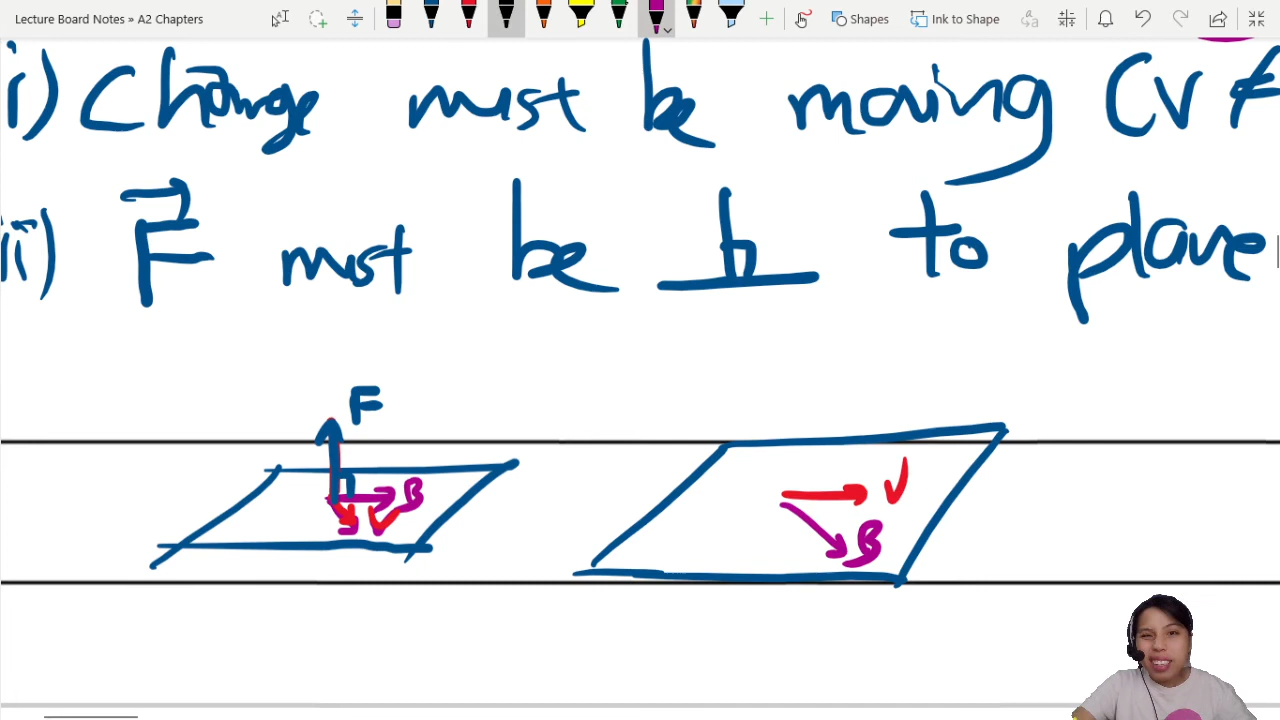 Lecture Board Notes » A2 Chapters
Shapes
Ink to Shape
i) Charge must be moving (v ≠
ii) F must be to plane
F
B
V
V
B